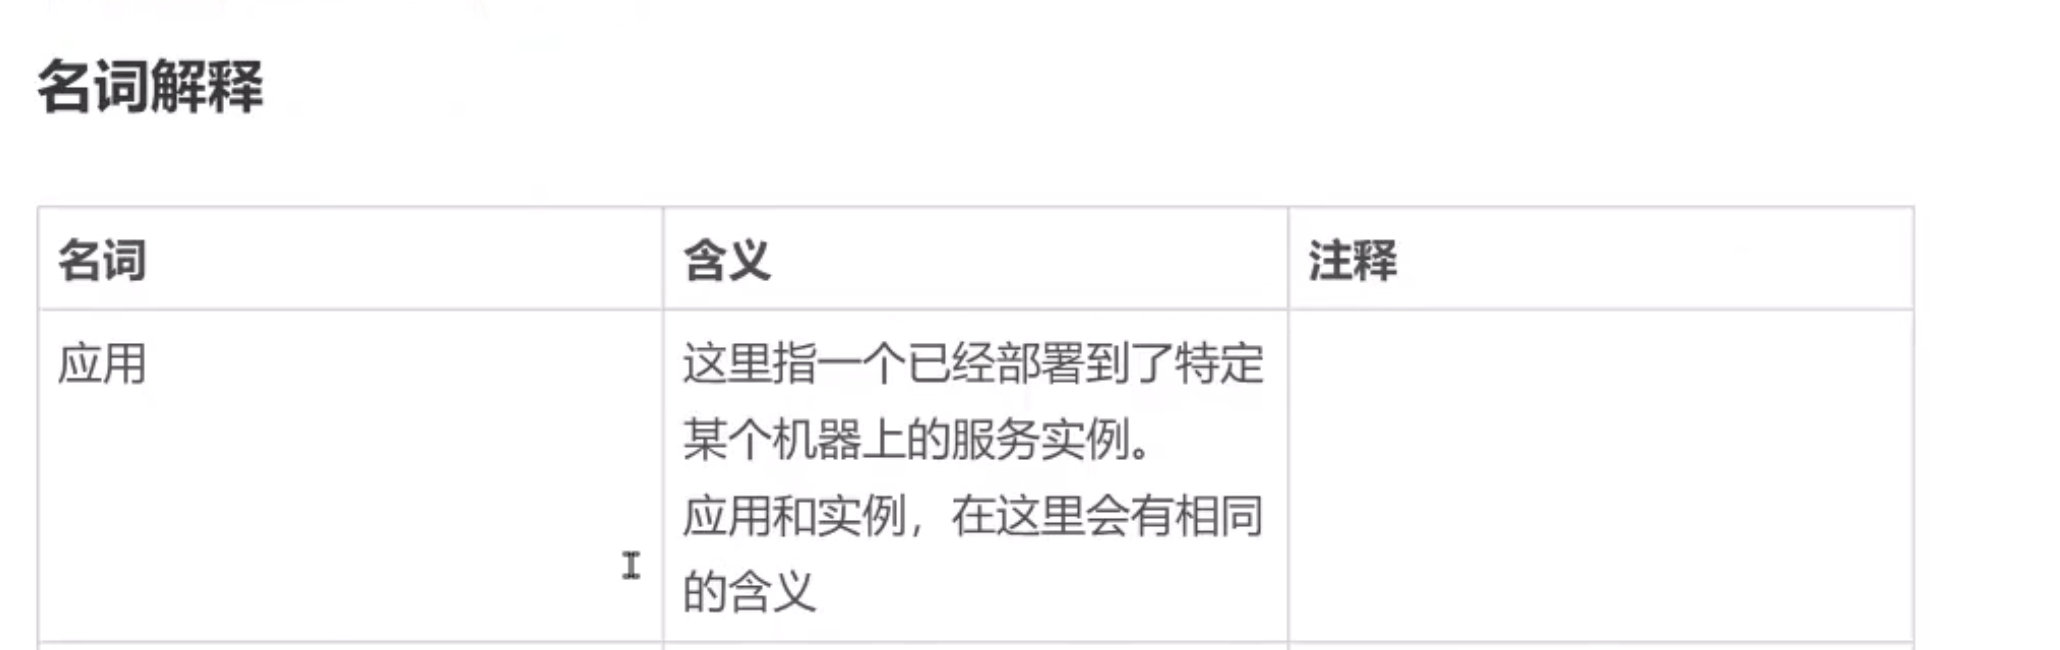 名词解释
名词 含义 注释
应用 这里指一个已经部署到了特定
某个机器上的服务实例。
应用和实例，在这里会有相同
的含义